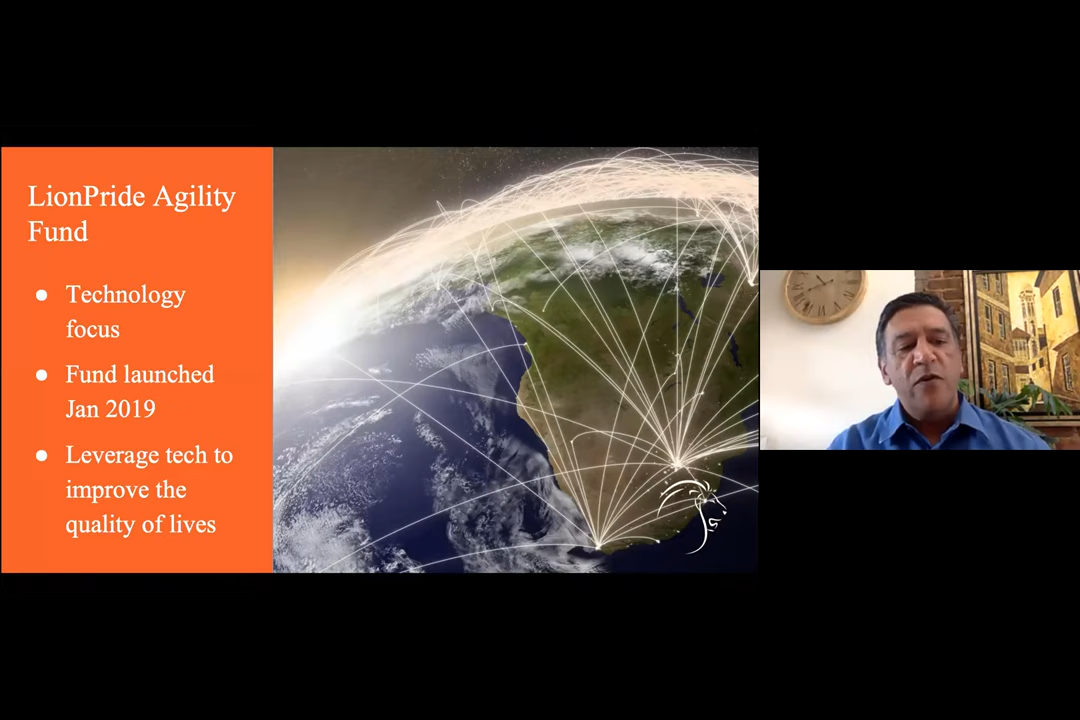 LionPride Agility
Fund
● Technology
focus
● Fund launched
Jan 2019
● Leverage tech to
improve the
quality of lives